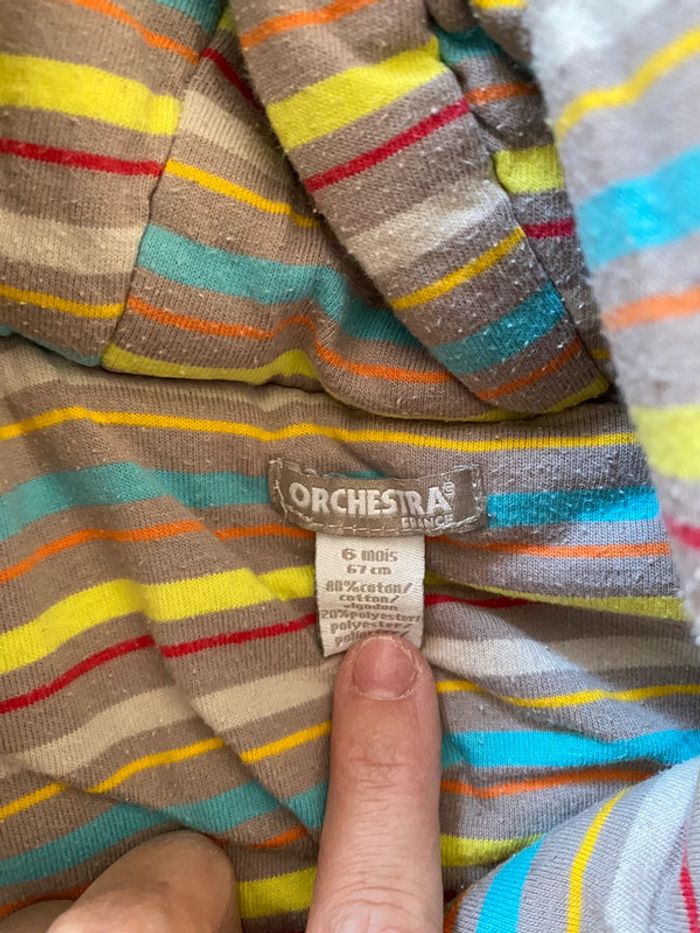 ORCHESTRA®
FRANCE
6 mois
67 cm
80%coton/
cotton/
algodon
20%polyester/
polyester/